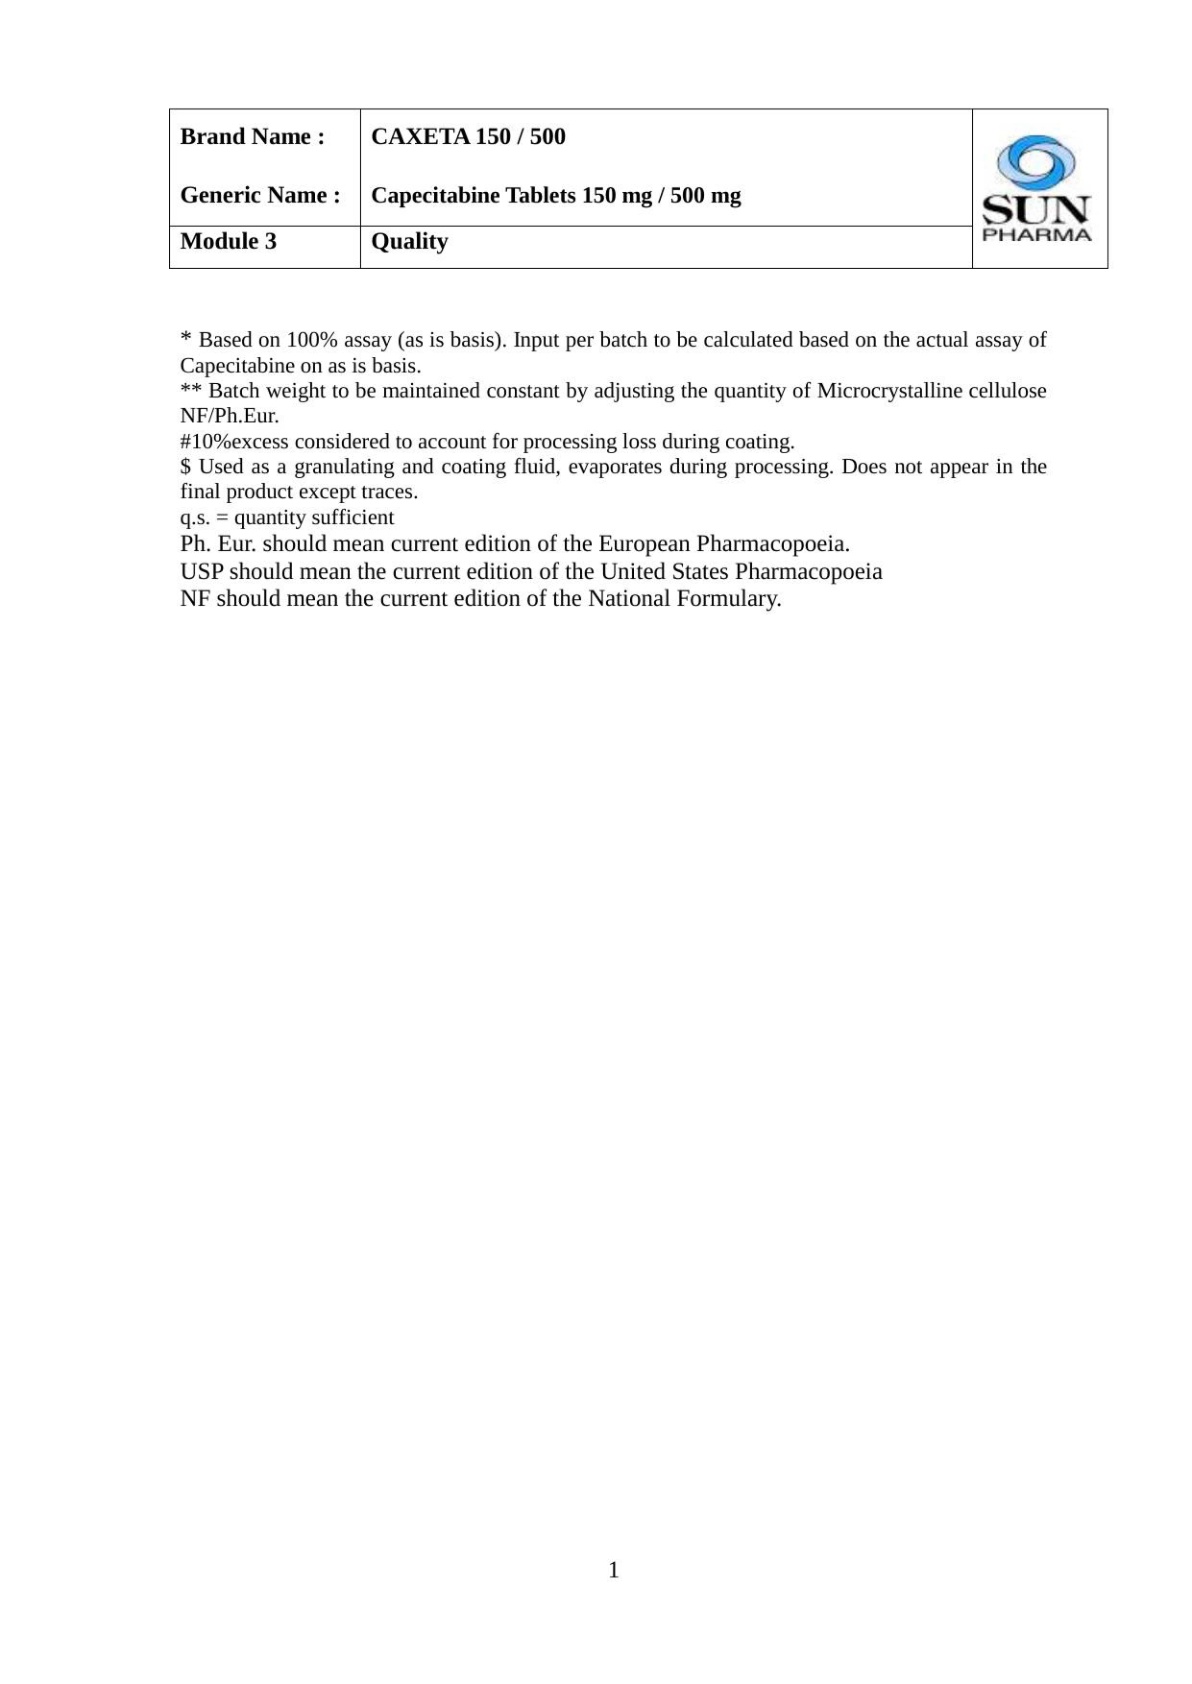 Brand Name : CAXETA 150 / 500
Generic Name : Capecitabine Tablets 150 mg / 500 mg
SUN
PHARMA
Module 3 Quality
* Based on 100% assay (as is basis). Input per batch to be calculated based on the actual assay of
Capecitabine on as is basis.
** Batch weight to be maintained constant by adjusting the quantity of Microcrystalline cellulose
NF/Ph.Eur.
#10%excess considered to account for processing loss during coating.
$ Used as a granulating and coating fluid, evaporates during processing. Does not appear in the
final product except traces.
q.s. = quantity sufficient
Ph. Eur. should mean current edition of the European Pharmacopoeia.
USP should mean the current edition of the United States Pharmacopoeia
NF should mean the current edition of the National Formulary.
1